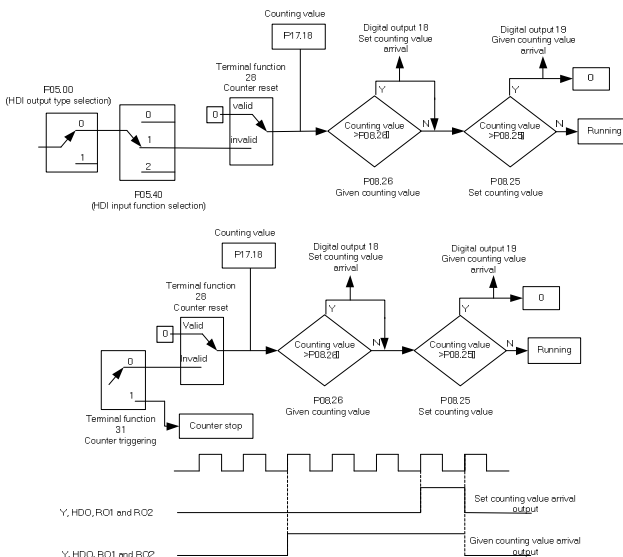 Counting value
P17.18
Digital output 18
Set counting value
arrival
Digital output 19
Given counting value
arrival
Terminal function
28
Counter reset
P05.00
(HDI output type selection)
0
1
0
1
2
0
valid
invalid
Y
Y
0
Counting value
>P08.26
N
Counting value
>P08.25
N
Running
P08.26
Given counting value
P08.25
Set counting value
P05.40
(HDI input function selection)
Counting value
P17.18
Digital output 18
Set counting value
arrival
Digital output 19
Given counting value
arrival
Terminal function
28
Counter reset
0
Valid
Invalid
Y
Y
0
0
1
Counting value
>P08.26
N
Counting value
>P08.25
N
Running
P08.26
Given counting value
P08.25
Set counting value
Terminal function
31
Counter triggering
Counter stop
Y, HDO, RO1 and RO2
Set counting value arrival
output
Y, HDO, RO1 and RO2
Given counting value arrival
output